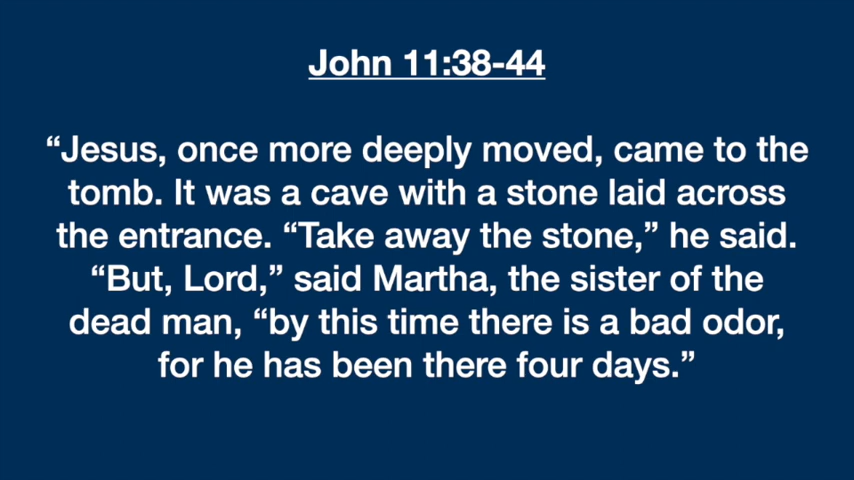 John 11:38-44
“Jesus, once more deeply moved, came to the
tomb. It was a cave with a stone laid across
the entrance. “Take away the stone,” he said.
“But, Lord,” said Martha, the sister of the
dead man, “by this time there is a bad odor,
for he has been there four days.”